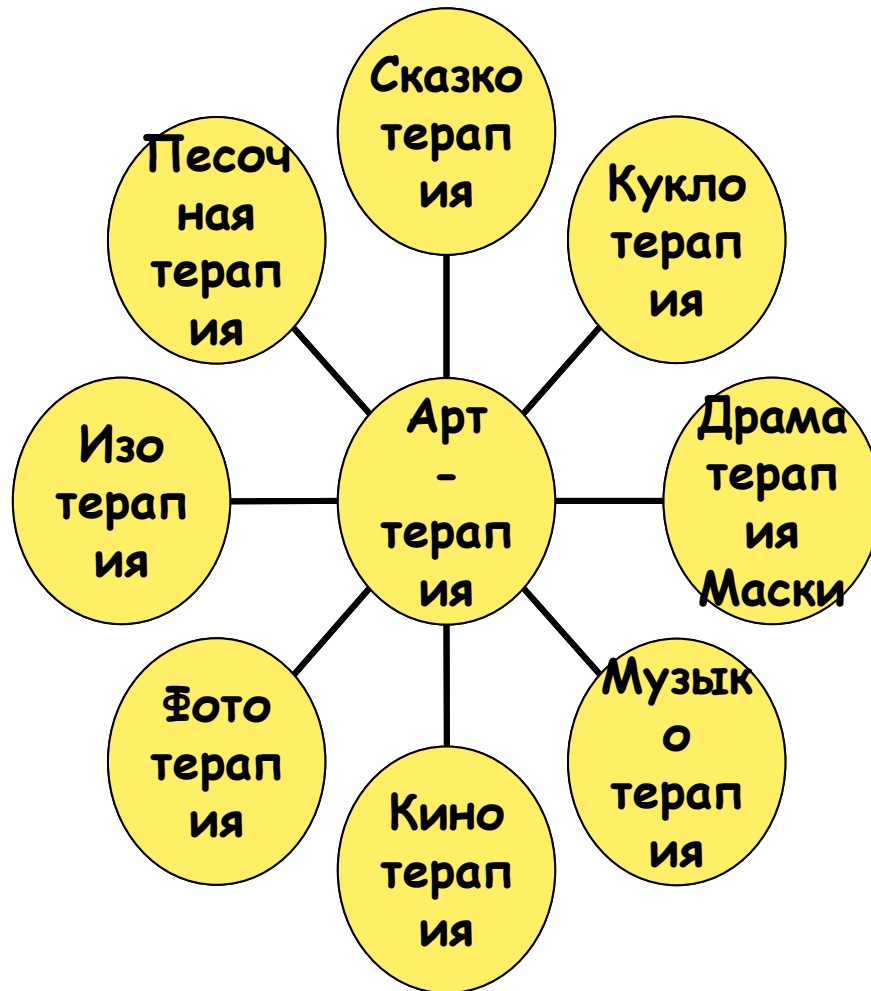 Сказко
терап
ия
Песоч
ная
терап
ия
Кукло
терап
ия
Изо
терап
ия
Арт
-
терап
ия
Драма
терап
ия
Маски
Фото
терап
ия
Музык
о
терап
ия
Кино
терап
ия